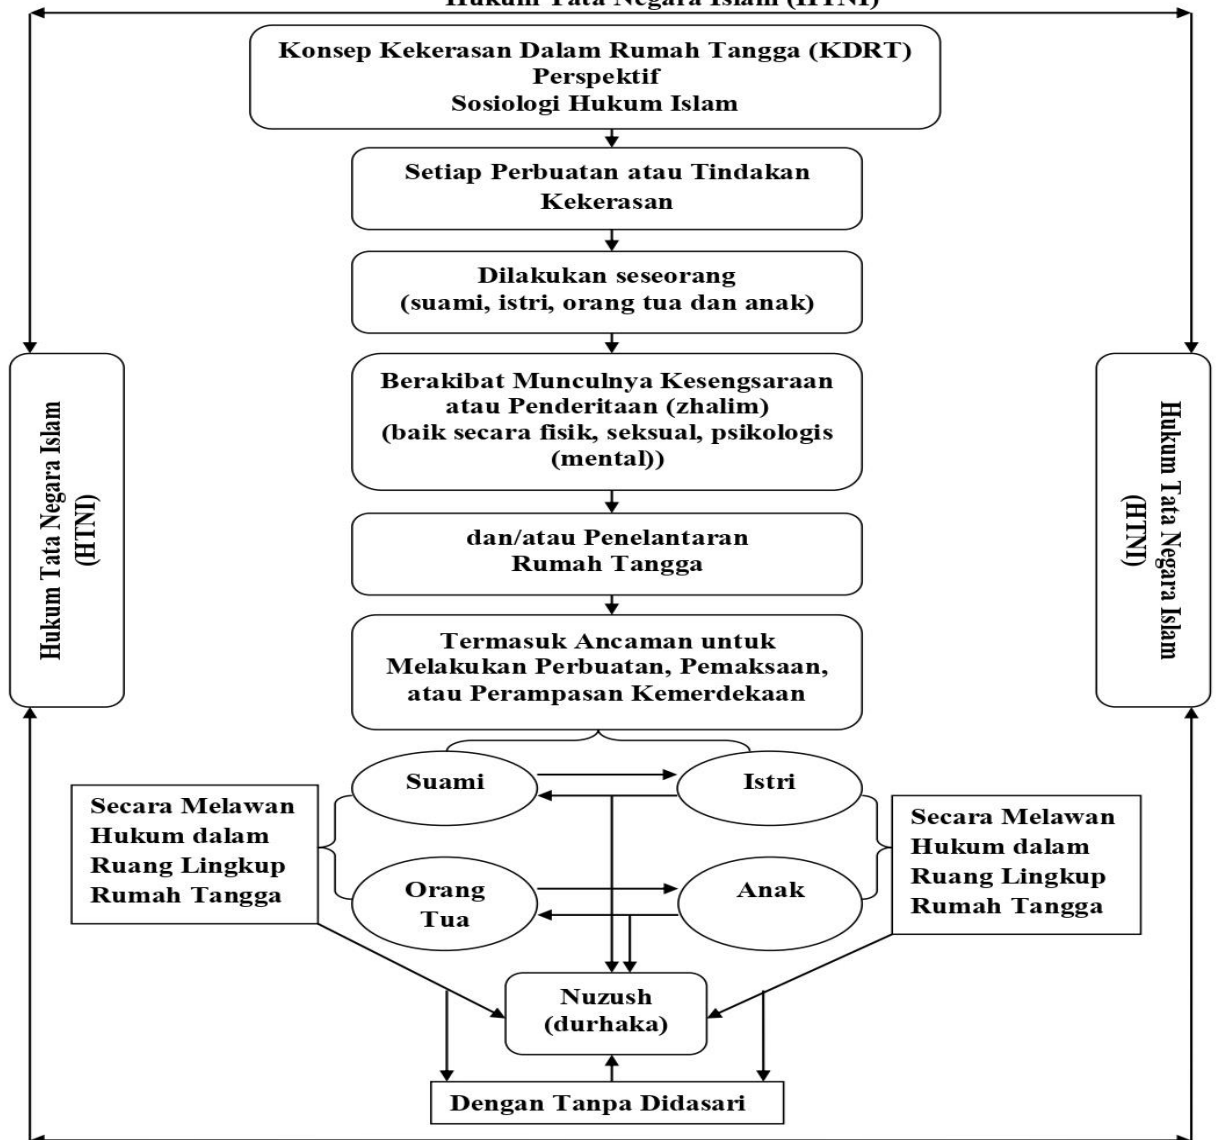 Hukum Tata Negara Islam (HTNI)
Konsep Kekerasan Dalam Rumah Tangga (KDRT)
Perspektif
Sosiologi Hukum Islam
Setiap Perbuatan atau Tindakan
Kekerasan
Dilakukan seseorang
(suami, istri, orang tua dan anak)
Berakibat Munculnya Kesengsaraan
atau Penderitaan (zhalim)
(baik secara fisik, seksual, psikologis
(mental))
dan/atau Penelantaran
Rumah Tangga
Termasuk Ancaman untuk
Melakukan Perbuatan, Pemaksaan,
atau Perampasan Kemerdekaan
Hukum Tata Negara Islam
(HTNI)
Hukum Tata Negara Islam
(HTNI)
Suami
Istri
Secara Melawan
Hukum dalam
Ruang Lingkup
Rumah Tangga
Orang
Tua
Anak
Secara Melawan
Hukum dalam
Ruang Lingkup
Rumah Tangga
Nuzush
(durhaka)
Dengan Tanpa Didasari